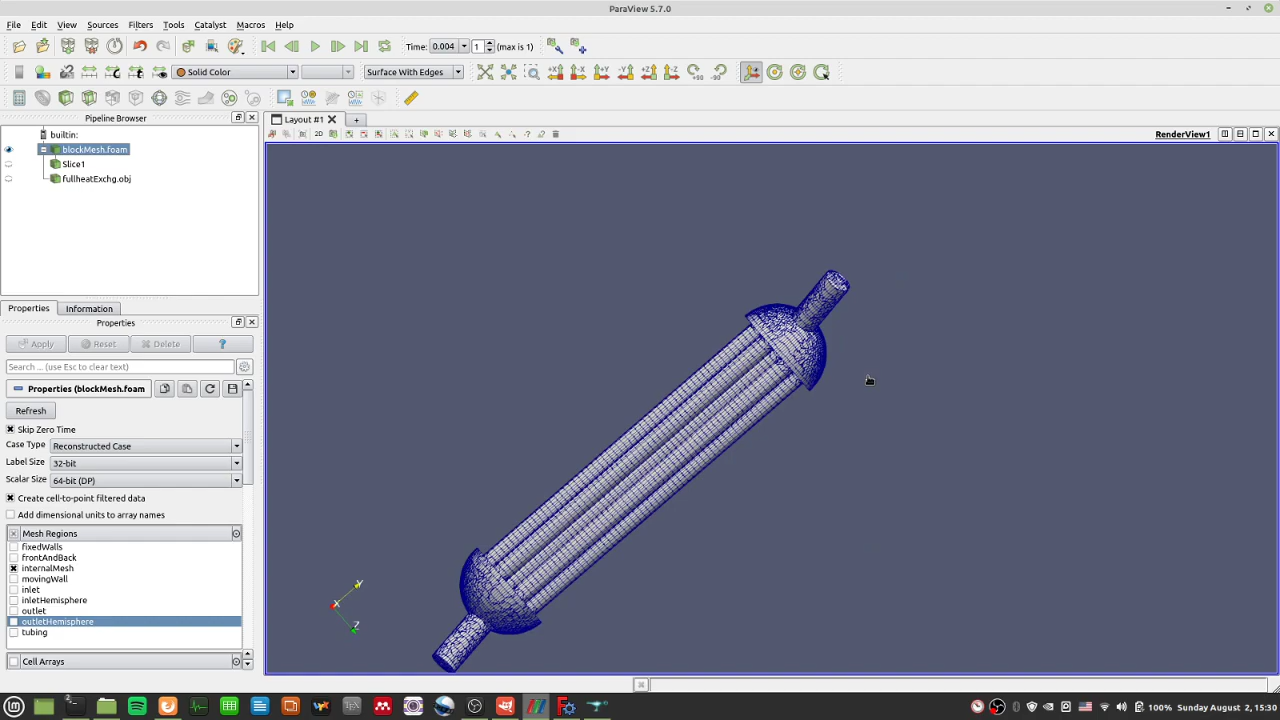 ParaView 5.7.0
File Edit View Sources Filters Tools Catalyst Macros Help
Time: 0.004 1 (max is 1)
Solid Color Surface With Edges
Pipeline Browser
Layout #1
builtin:
blockMesh.foam
Slice1
fullheatExchg.obj
2D
RenderView1
Properties Information
Properties
Apply Reset Delete ?
Search ... (use Esc to clear text)
Properties (blockMesh.foam
Refresh
Skip Zero Time
Case Type Reconstructed Case
Label Size 32-bit
Scalar Size 64-bit (DP)
Create cell-to-point filtered data
Add dimensional units to array names
Mesh Regions
fixedWalls
frontAndBack
internalMesh
movingWall
inlet
inletHemisphere
outlet
outletHemisphere
tubing
Cell Arrays
Y
X
Z
100% Sunday August 2, 15:30